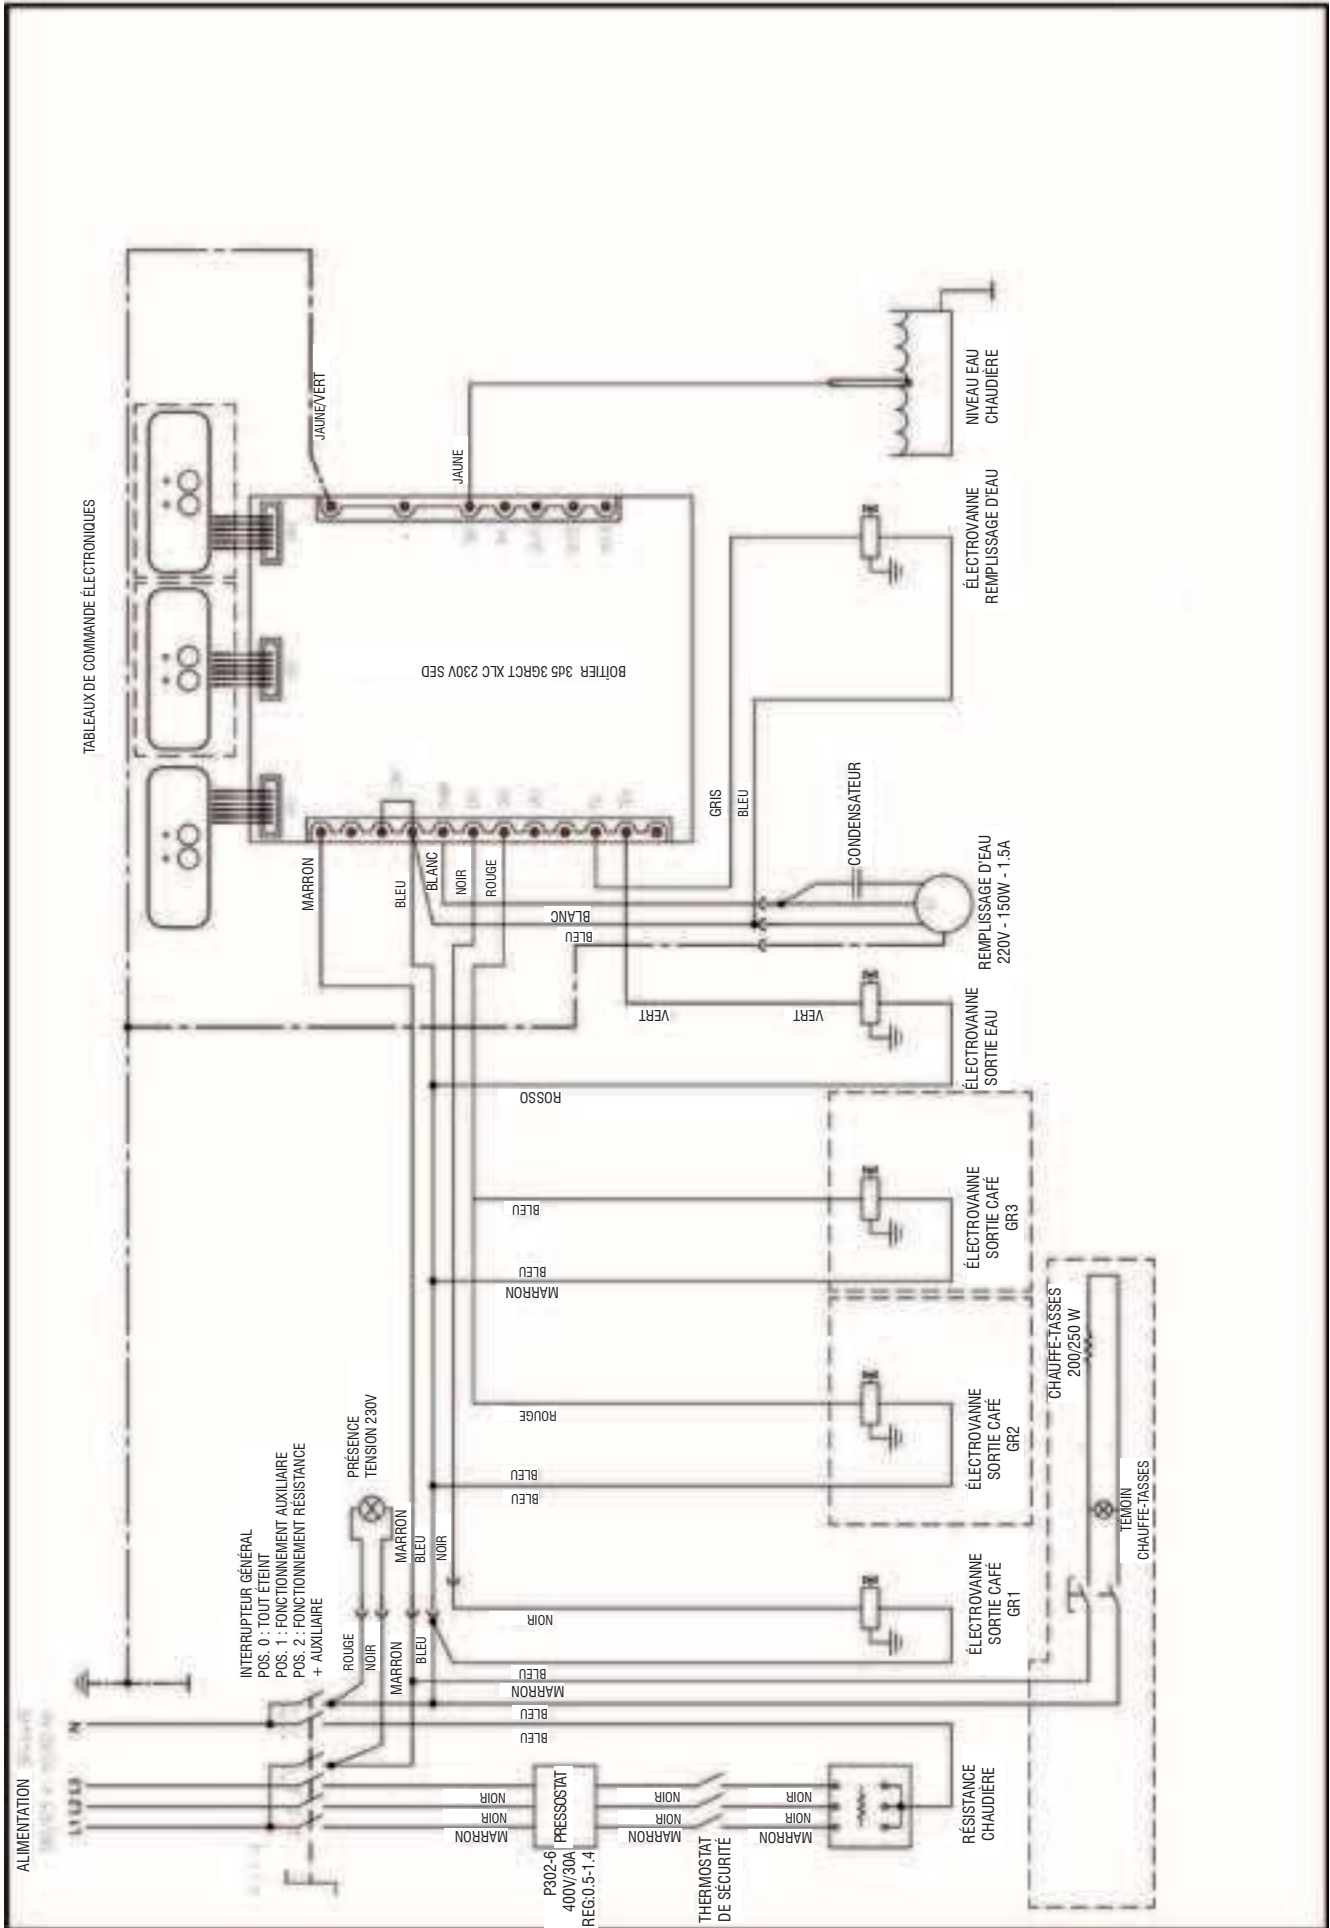 ALIMENTATION
L1 L2 L3
N
INTERRUPTEUR GÉNÉRAL
POS. 0 : TOUT ÉTEINT
POS. 1 : FONCTIONNEMENT AUXILIAIRE
POS. 2 : FONCTIONNEMENT RÉSISTANCE
+ AUXILIAIRE
PRÉSENCE
TENSION 230V
TABLEAUX DE COMMANDE ÉLECTRONIQUES
ROUGE
NOIR
MARRON
BLEU
MARRON
BLEU
NOIR
MARRON
BLEU
BLANC
NOIR
ROUGE
JAUNE/VERT
JAUNE
BOÎTIER 3d5 3GRCT XLC 230V SED
MARRON
NOIR
NOIR
P302-6
400V/30A
REG:0.5-1.4
PRESSOSTAT
MARRON
NOIR
NOIR
THERMOSTAT
DE SÉCURITÉ
MARRON
NOIR
NOIR
BLEU
BLEU
MARRON
BLEU
NOIR
BLEU
BLEU
ROUGE
MARRON
BLEU
BLEU
ROSSO
VERT
VERT
BLEU
BLANC
GRIS
BLEU
CONDENSATEUR
RÉSISTANCE
CHAUDIÈRE
ÉLECTROVANNE
SORTIE CAFÉ
GR1
ÉLECTROVANNE
SORTIE CAFÉ
GR2
ÉLECTROVANNE
SORTIE CAFÉ
GR3
ÉLECTROVANNE
SORTIE EAU
REMPLISSAGE D'EAU
220V - 150W - 1.5A
ÉLECTROVANNE
REMPLISSAGE D'EAU
NIVEAU EAU
CHAUDIÈRE
CHAUFFE-TASSES
200/250 W
TÉMOIN
CHAUFFE-TASSES